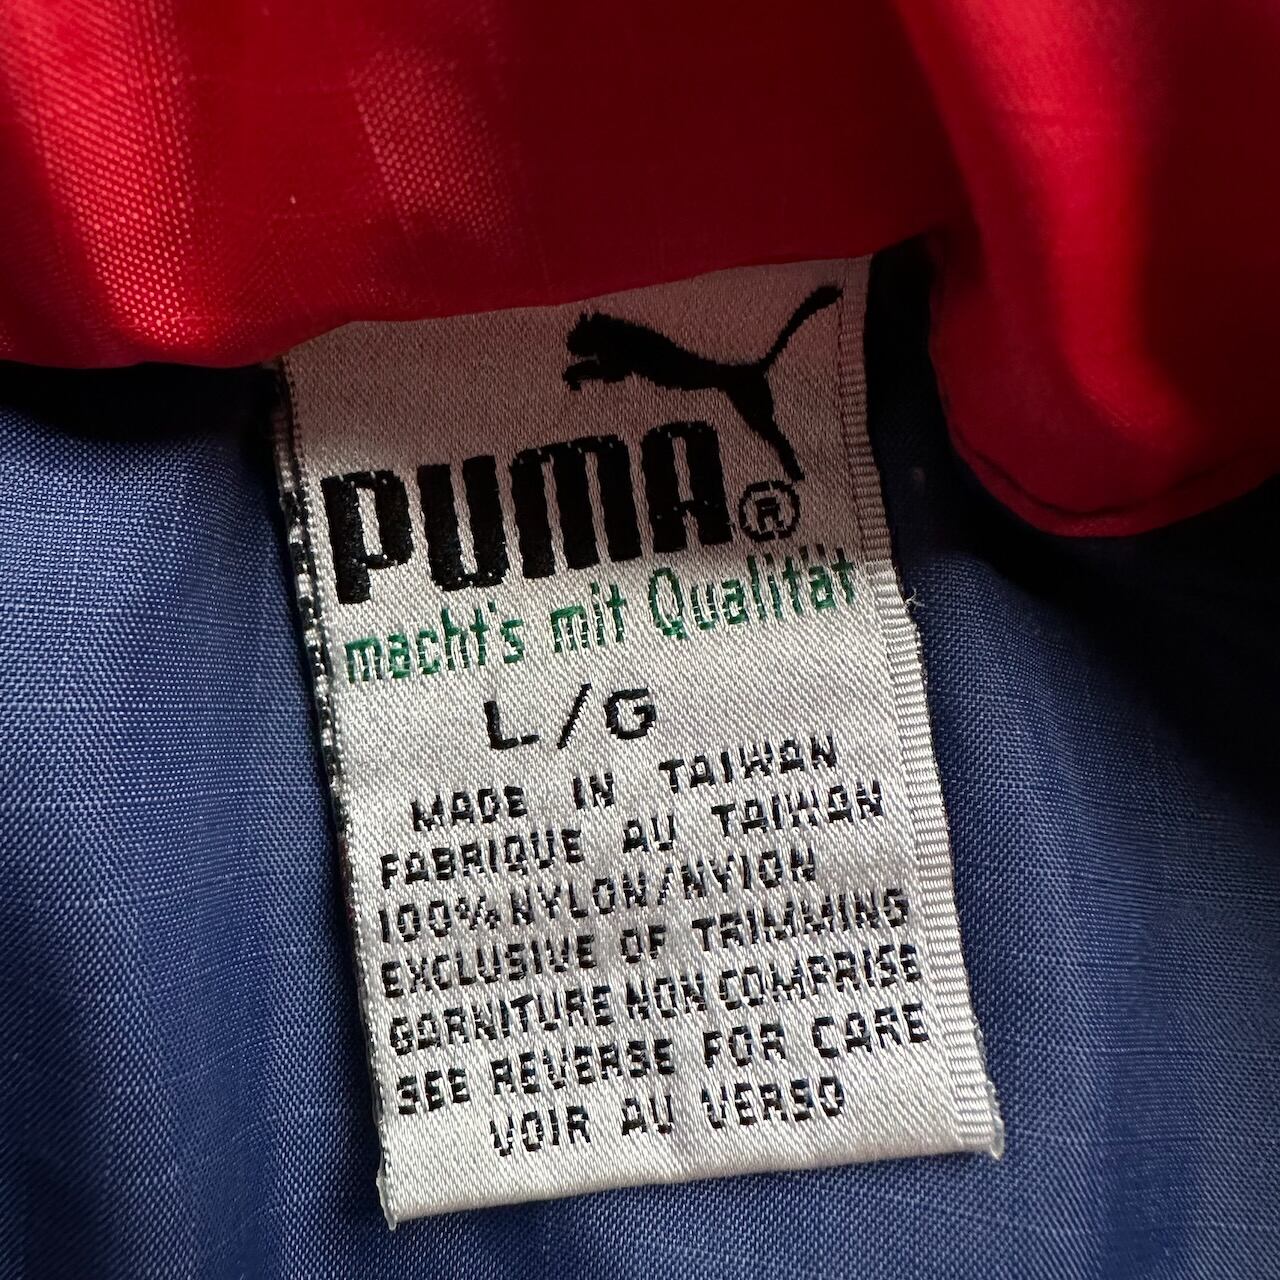 PUMA®
macht's mit Qualität
L/G
MADE IN TAIWAN
FABRIQUE AU TAIWAN
100% NYLON/NYION
EXCLUSIVE OF TRIMMING
GARNITURE NON COMPRISE
SEE REVERSE FOR CARE
VOIR AU VERSO